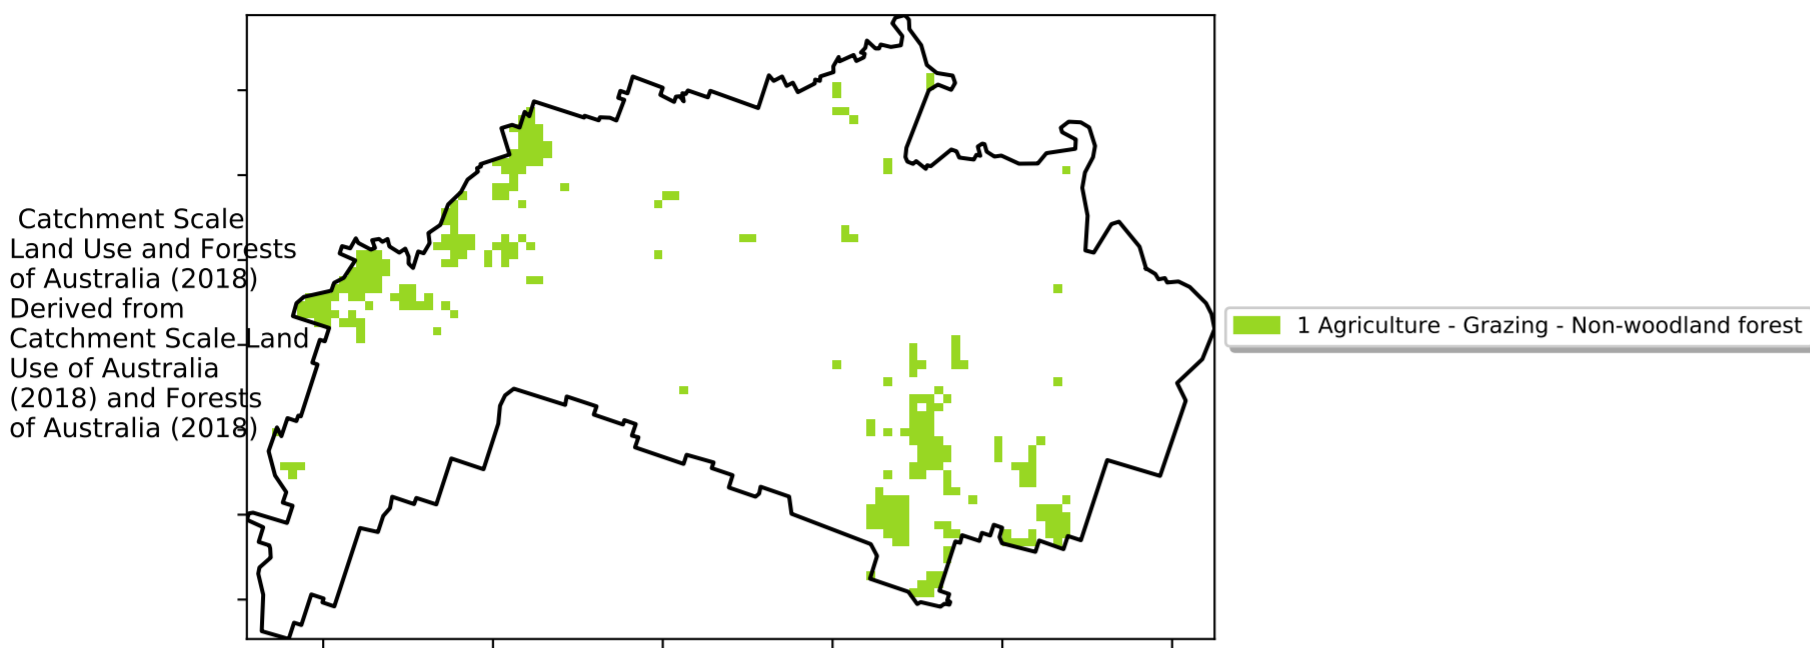 Catchment Scale
Land Use and Forests
of Australia (2018)
Derived from
Catchment Scale Land
Use of Australia
(2018) and Forests
of Australia (2018)
1 Agriculture - Grazing - Non-woodland forest